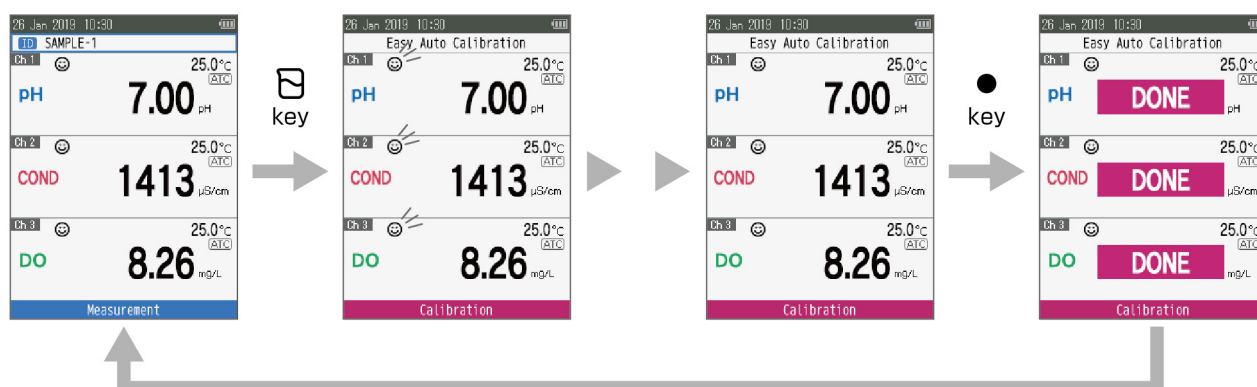 26 Jan 2019 10:30
ID SAMPLE-1
Ch 1
25.0°C
ATC
pH
7.00 pH
Ch 2
25.0°C
ATC
COND
1413 µS/cm
Ch 3
25.0°C
ATC
DO
8.26 mg/L
Measurement
key
26 Jan 2019 10:30
Easy Auto Calibration
Ch 1
25.0°C
ATC
pH
7.00 pH
Ch 2
25.0°C
ATC
COND
1413 µS/cm
Ch 3
25.0°C
ATC
DO
8.26 mg/L
Calibration
26 Jan 2019 10:30
Easy Auto Calibration
Ch 1
25.0°C
ATC
pH
7.00 pH
Ch 2
25.0°C
ATC
COND
1413 µS/cm
Ch 3
25.0°C
ATC
DO
8.26 mg/L
Calibration
key
26 Jan 2019 10:30
Easy Auto Calibration
Ch 1
25.0°C
ATC
pH
DONE pH
Ch 2
25.0°C
ATC
COND
DONE µS/cm
Ch 3
25.0°C
ATC
DO
DONE mg/L
Calibration